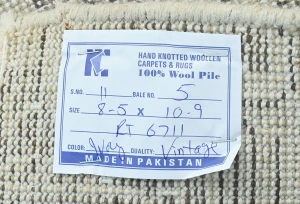 HAND KNOTTED WOOLLEN
CARPETS & RUGS
100% Wool Pile
S.NO. 11 BALE NO. 5
SIZE 8-5 x 10-9
RT 6711
COLOR: QUALITY: Vintage
MADE IN PAKISTAN